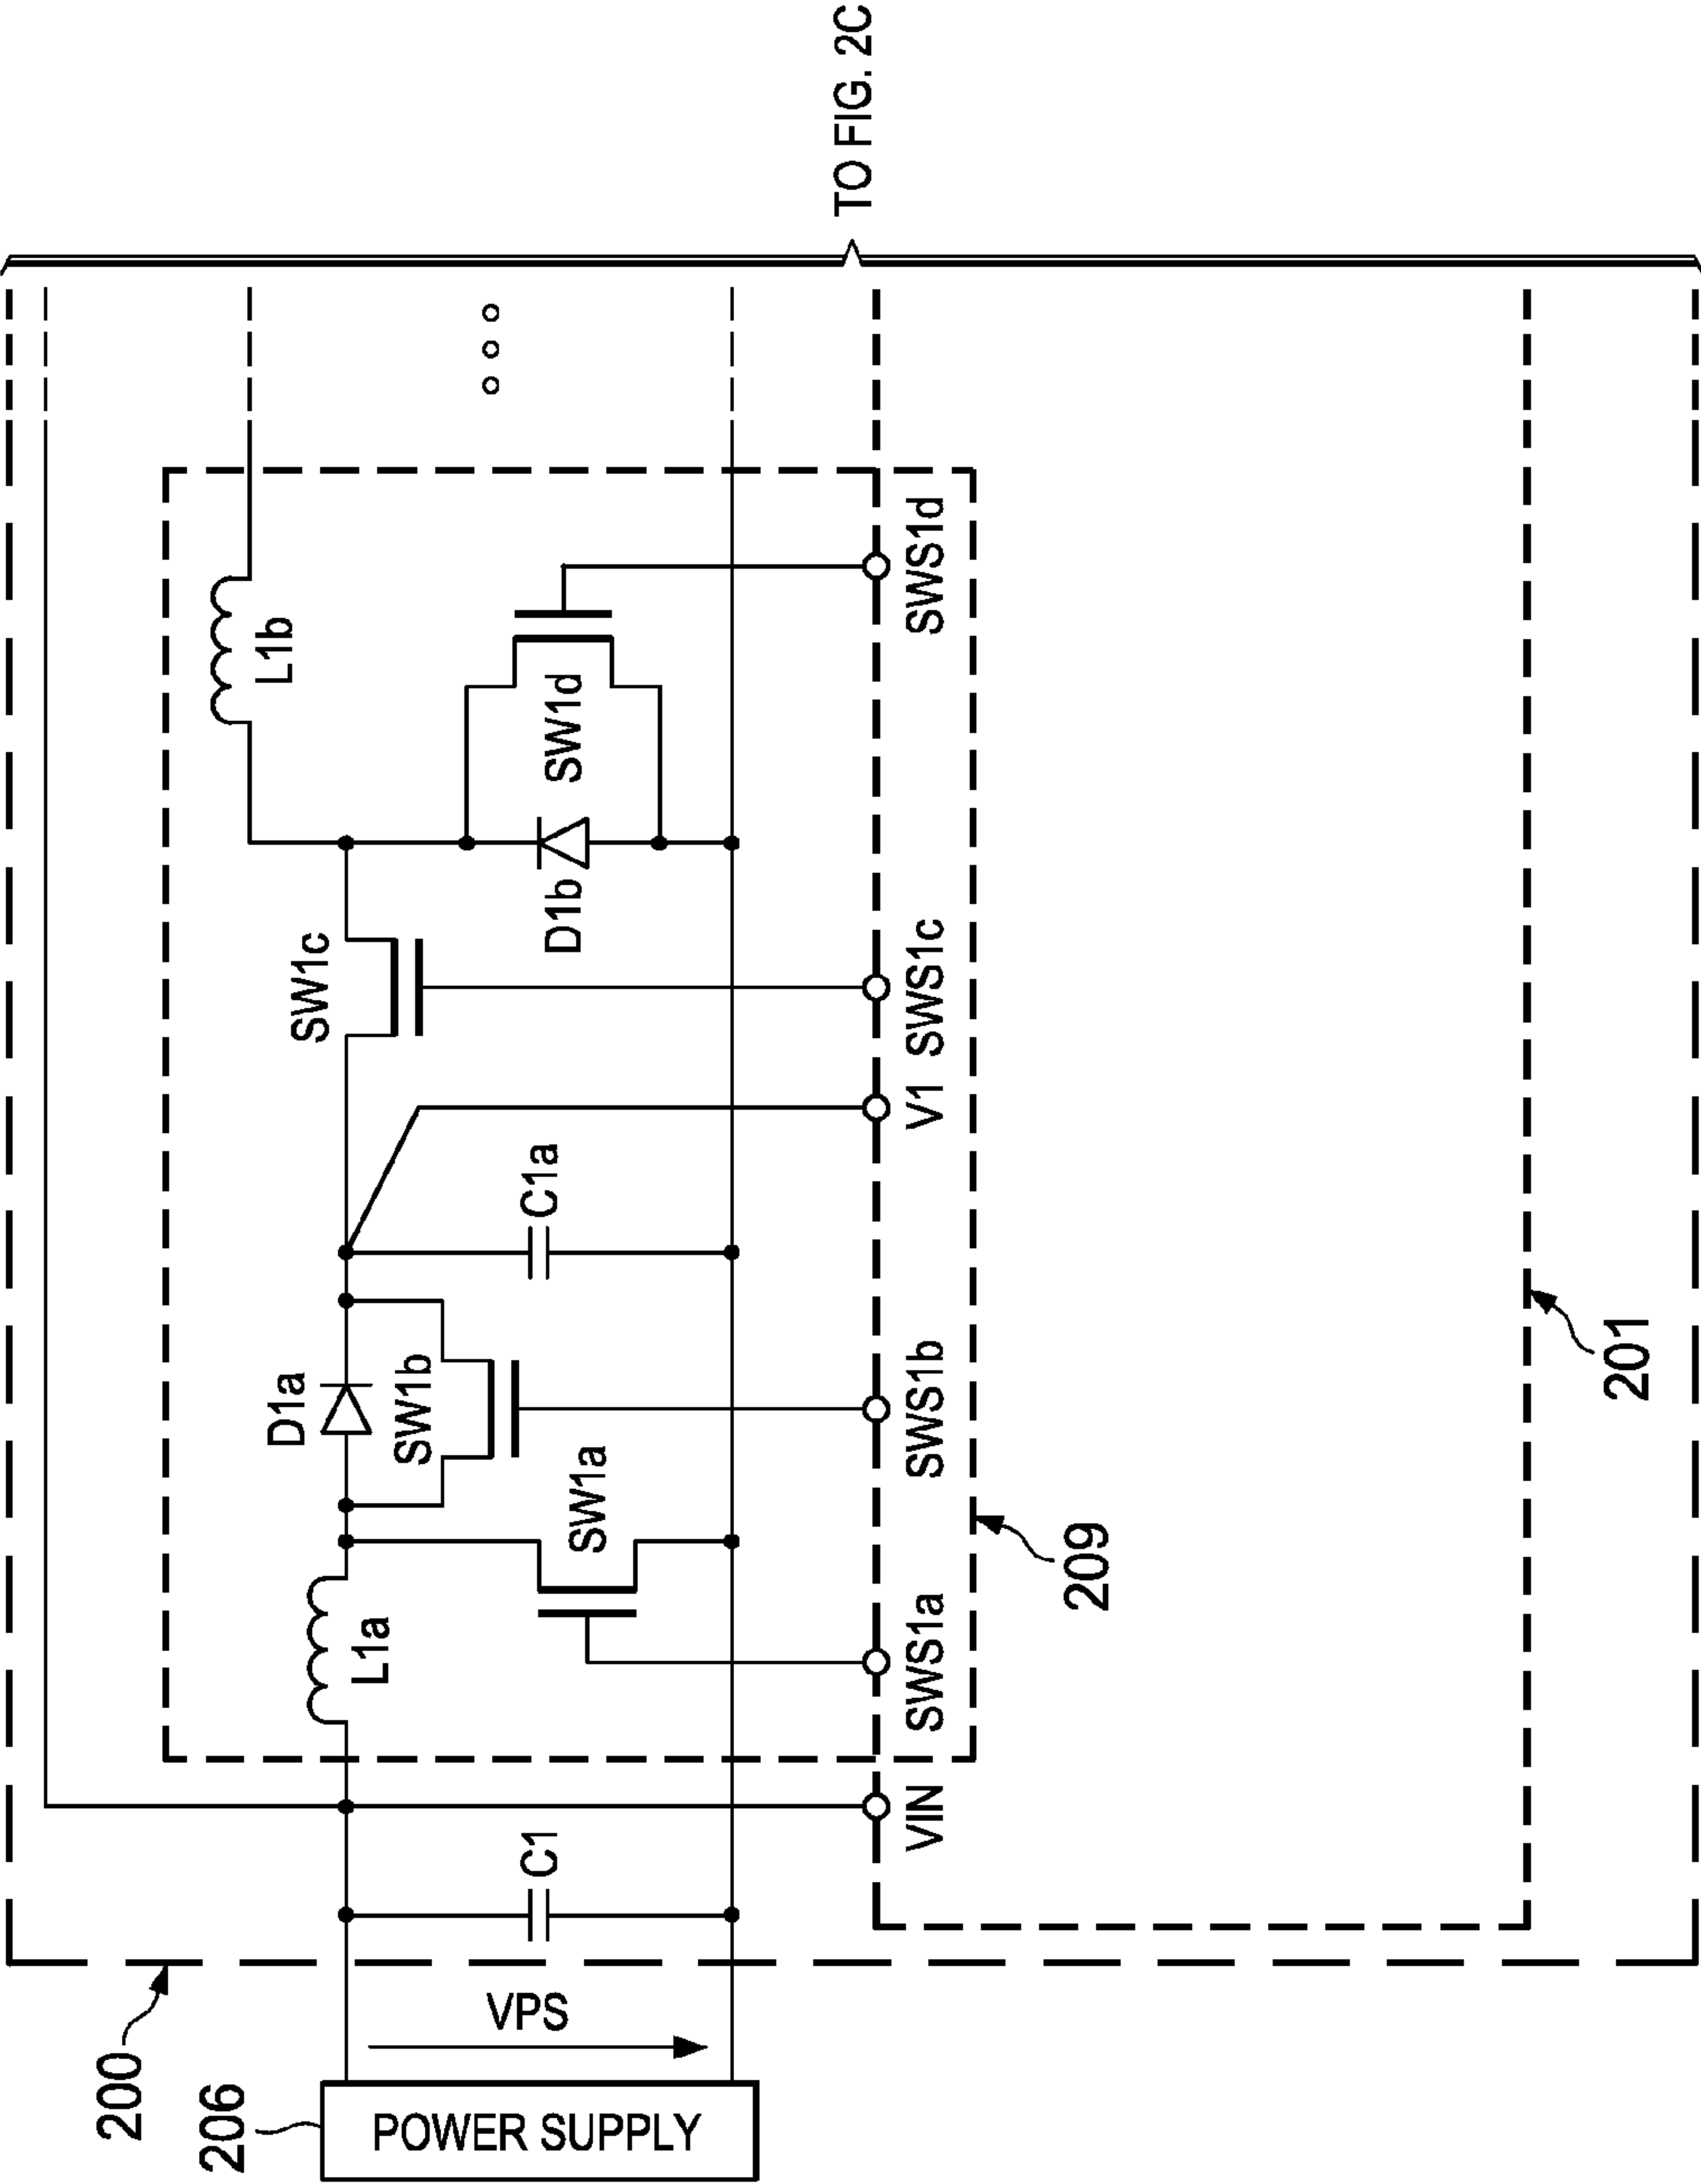 200
206
POWER SUPPLY
VPS
C1
VIN
L1a
SW1a
SWS1a
D1a
SW1b
SWS1b
C1a
V1
SW1c
SWS1c
D1b
SW1d
SWS1d
L1b
209
201
TO FIG. 2C